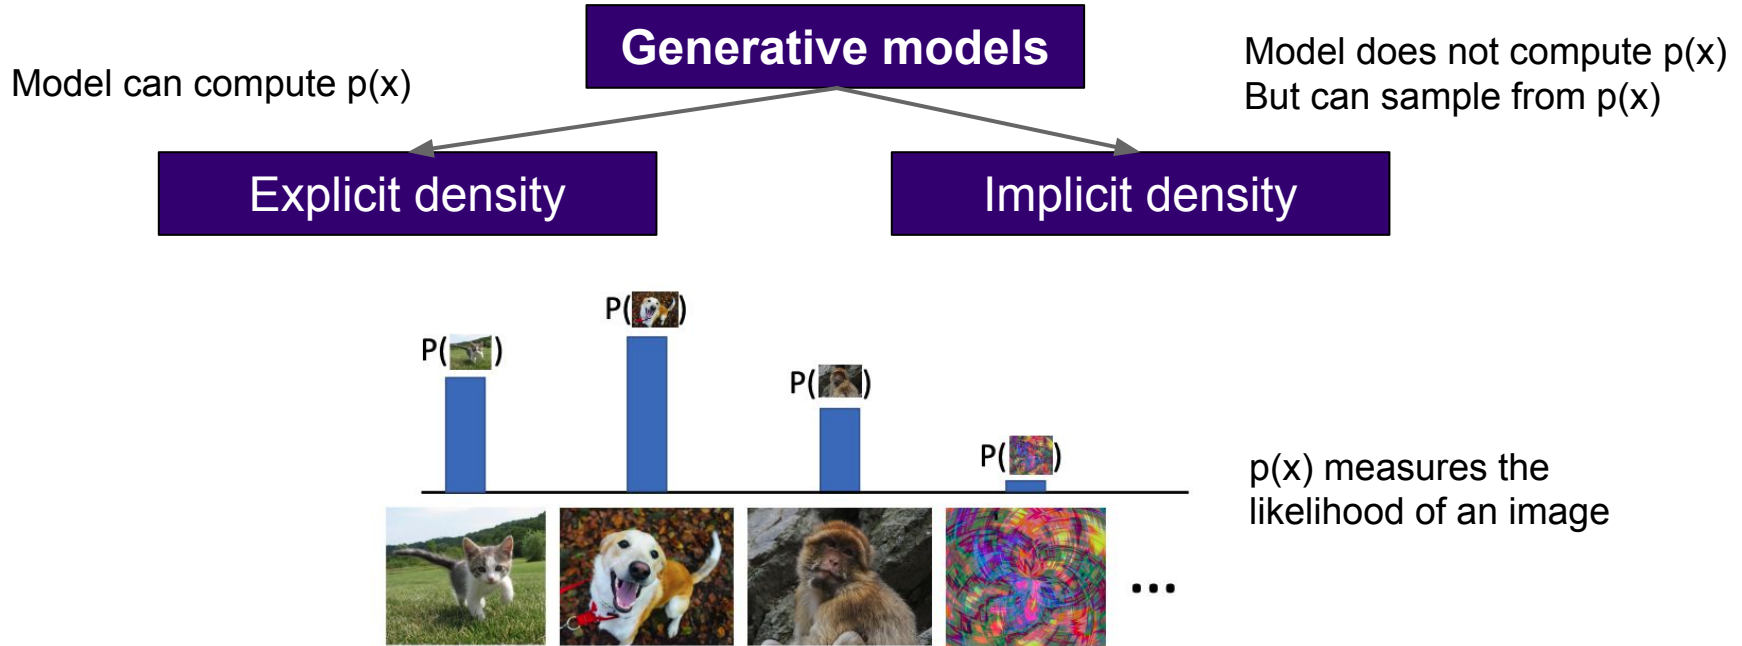 Generative models
Model can compute p(x)
Model does not compute p(x)
But can sample from p(x)
Explicit density
Implicit density
P( )
P( )
P( )
P( )
p(x) measures the
likelihood of an image
...